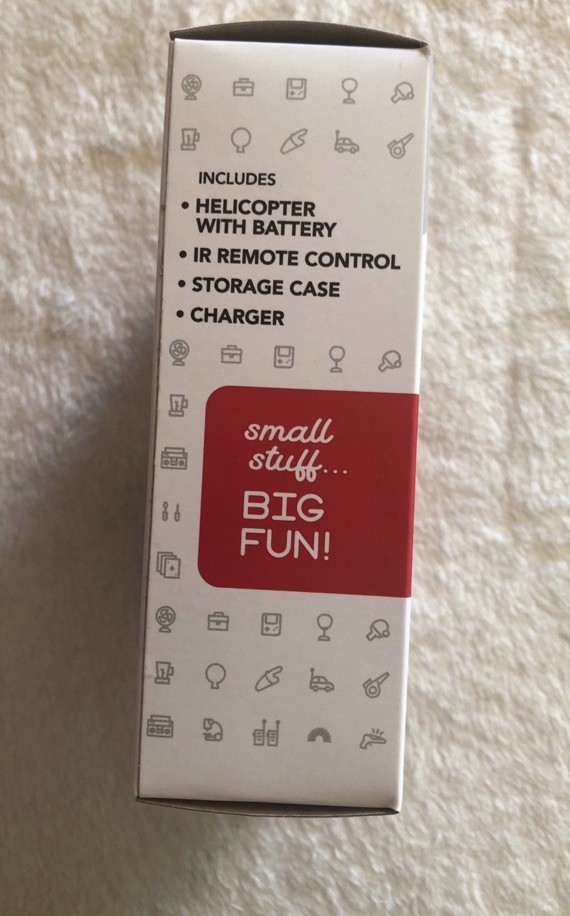 INCLUDES
• HELICOPTER
WITH BATTERY
• IR REMOTE CONTROL
• STORAGE CASE
• CHARGER
small
stuff...
BIG
FUN!